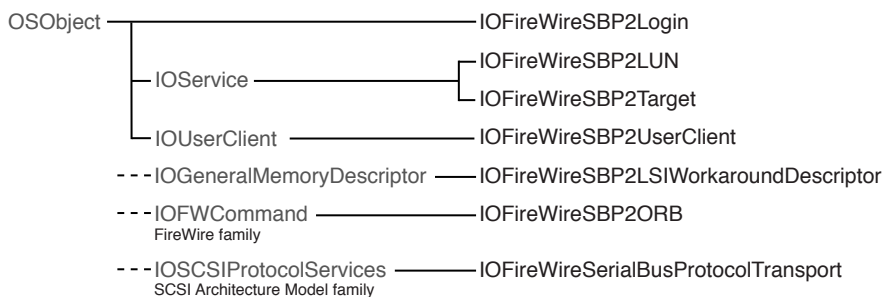 OSObject IOFireWireSBP2Login
IOFireWireSBP2LUN
IOService
IOFireWireSBP2Target
IOUserClient IOFireWireSBP2UserClient
IOGeneralMemoryDescriptor IOFireWireSBP2LSIWorkaroundDescriptor
IOFWCommand IOFireWireSBP2ORB
FireWire family
IOSCSIProtocolServices IOFireWireSerialBusProtocolTransport
SCSI Architecture Model family